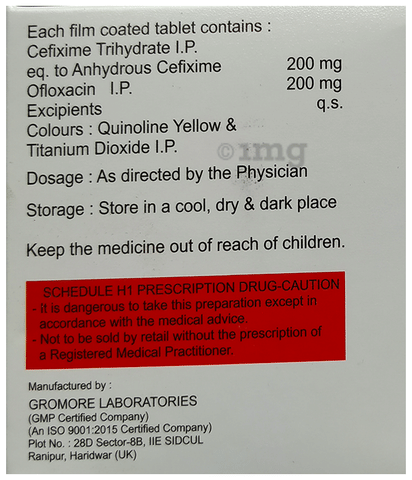 Each film coated tablet contains :
Cefixime Trihydrate I.P.
eq. to Anhydrous Cefixime 200 mg
Ofloxacin I.P. 200 mg
Excipients q.s.
Colours : Quinoline Yellow &
Titanium Dioxide I.P.
©img
Dosage : As directed by the Physician
Storage : Store in a cool, dry & dark place
Keep the medicine out of reach of children.
SCHEDULE H1 PRESCRIPTION DRUG-CAUTION
- It is dangerous to take this preparation except in
accordance with the medical advice.
- Not to be sold by retail without the prescription of
a Registered Medical Practitioner.
Manufactured by :
GROMORE LABORATORIES
(GMP Certified Company)
(An ISO 9001:2015 Certified Company)
Plot No. : 28D Sector-8B, IIE SIDCUL
Ranipur, Haridwar (UK)